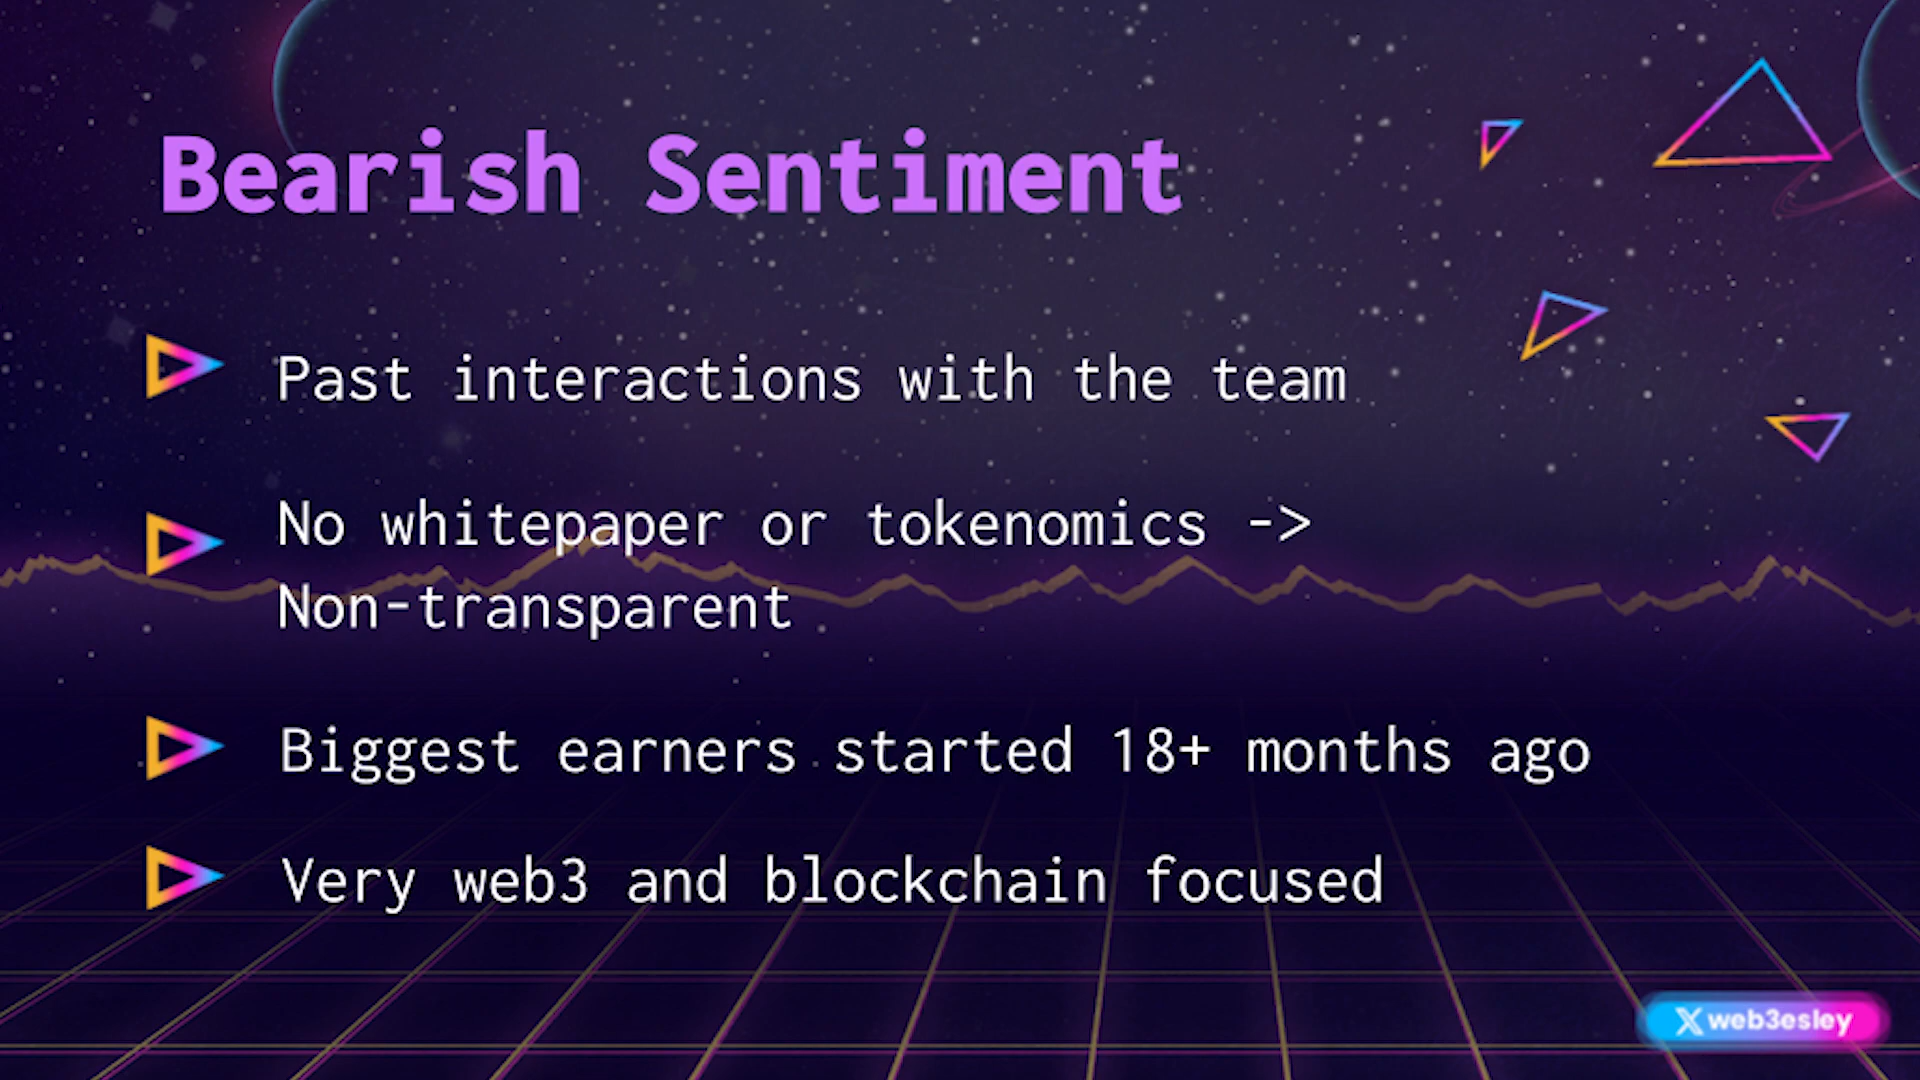 Bearish Sentiment
Past interactions with the team
No whitepaper or tokenomics ->
Non-transparent
Biggest earners started 18+ months ago
Very web3 and blockchain focused
X web3esley